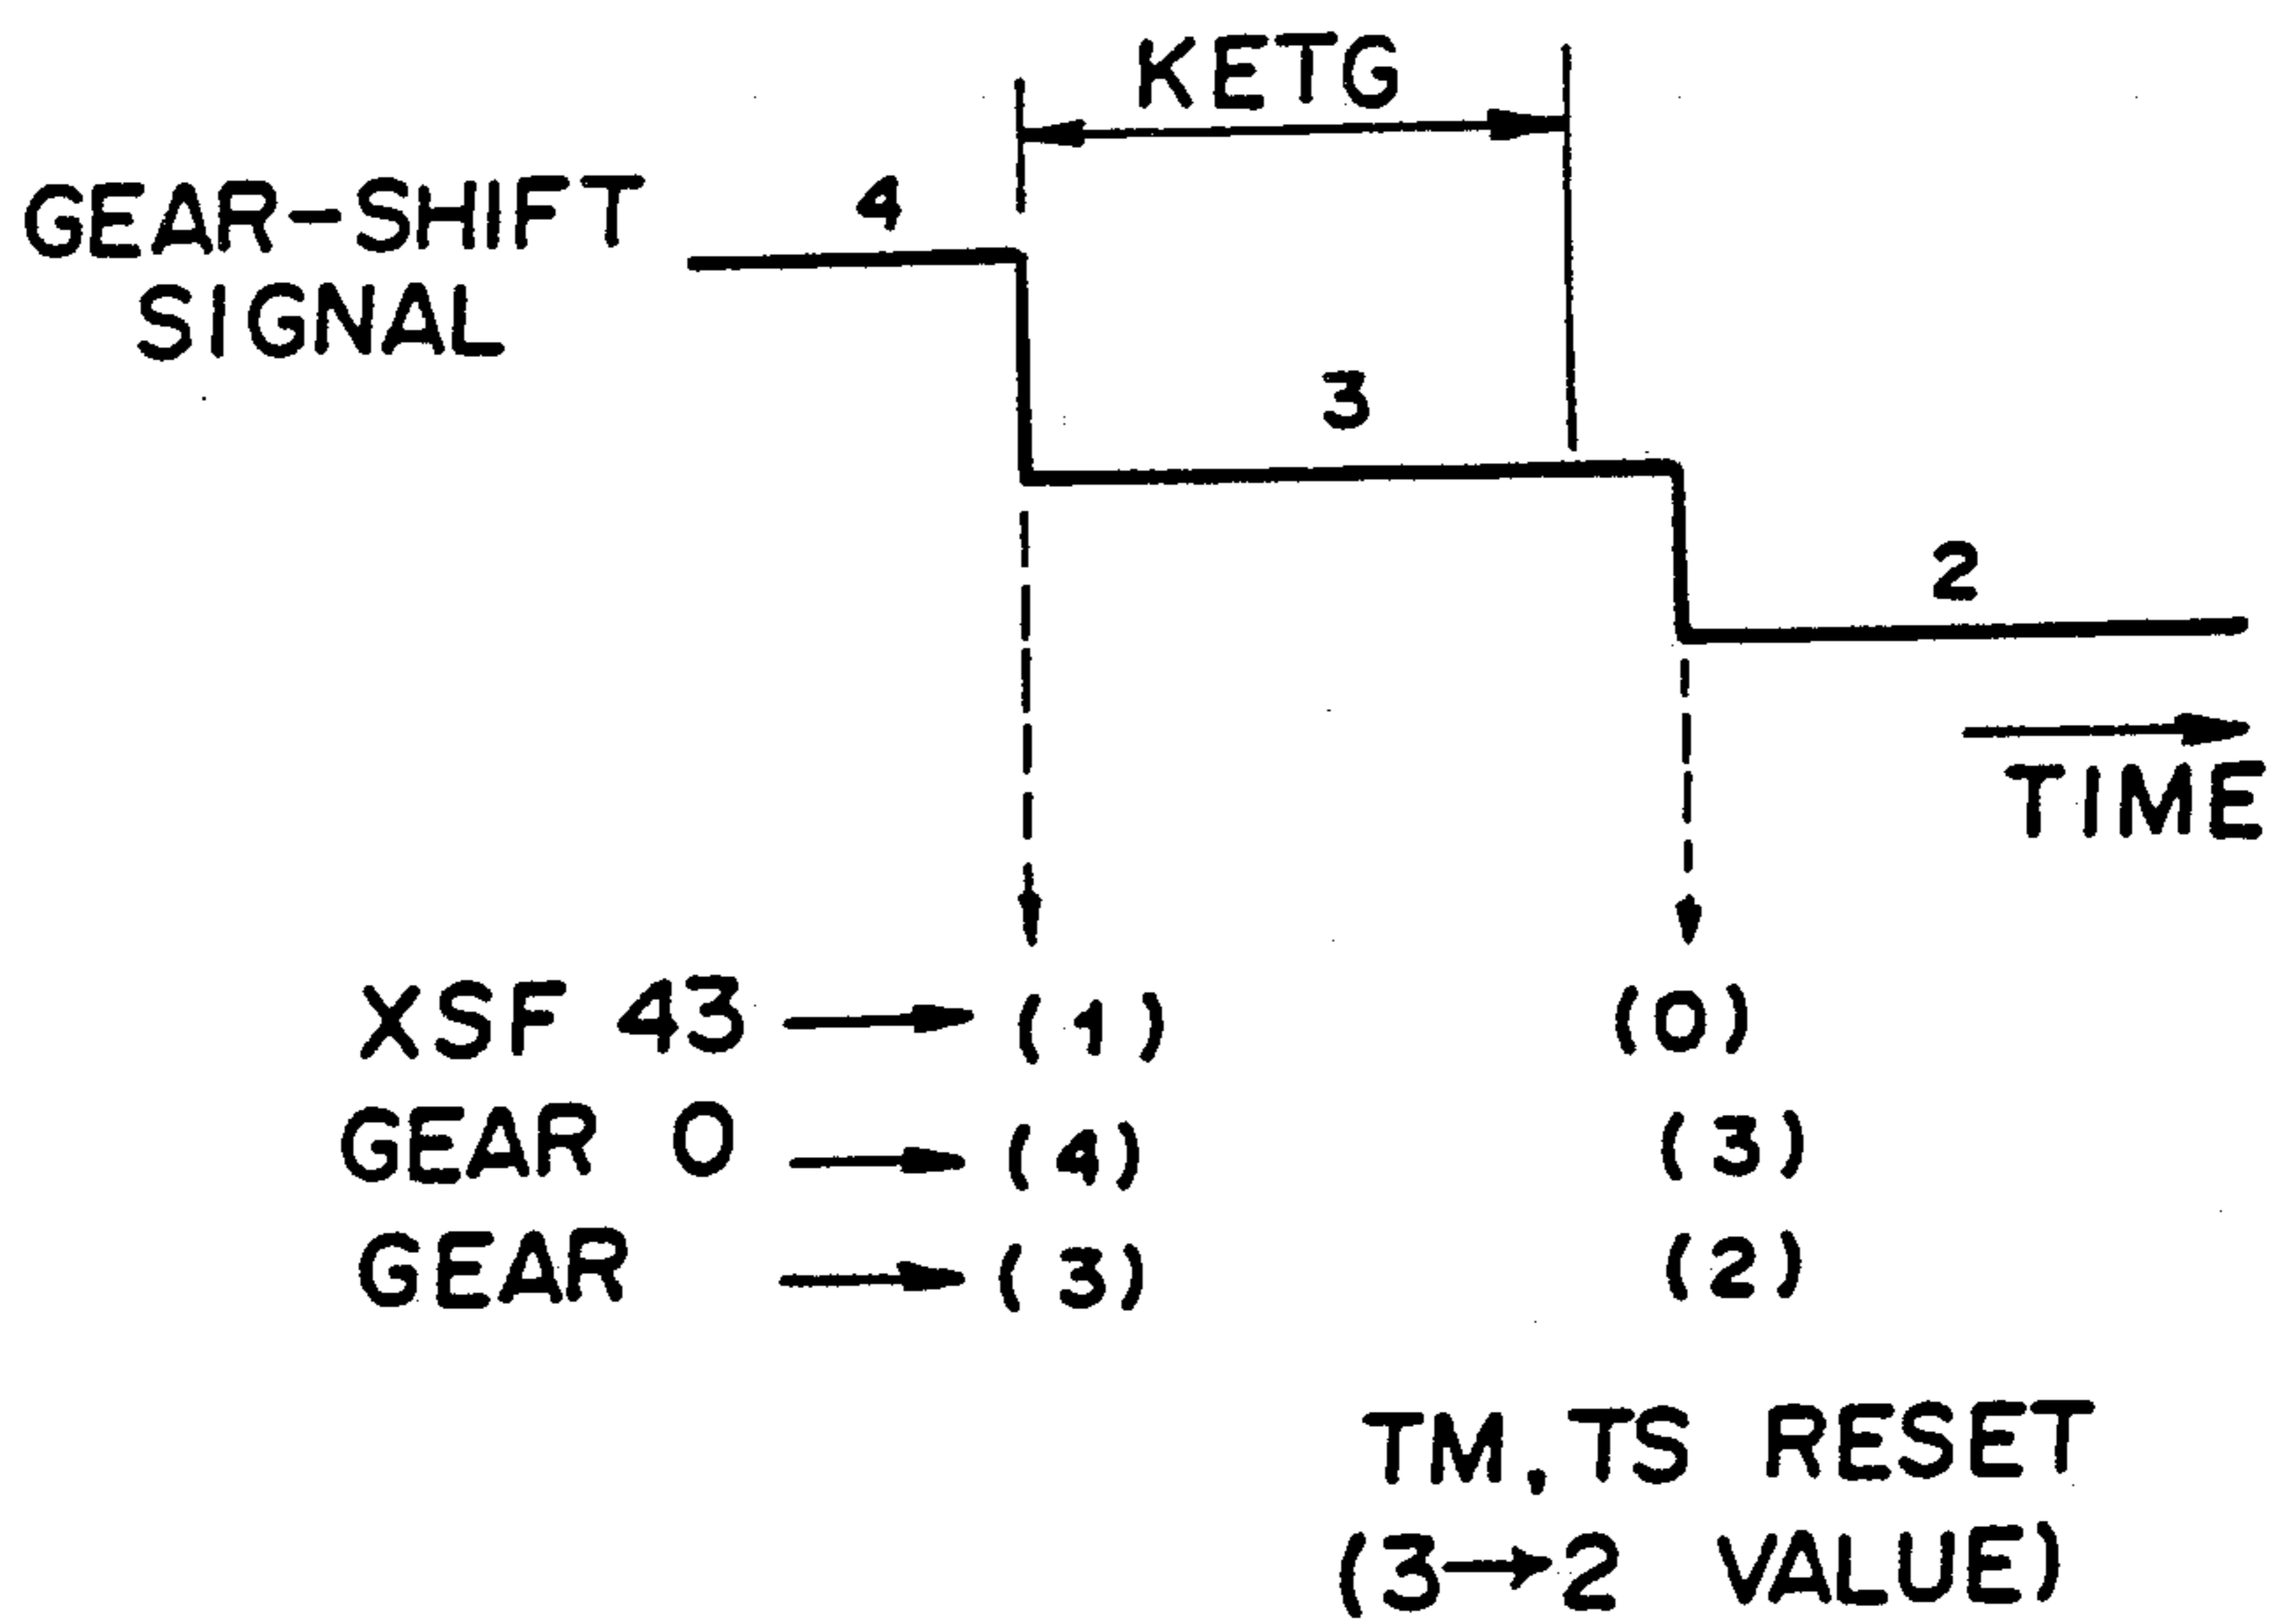 KETG
GEAR-SHIFT
SIGNAL
4
3
2
TIME
XSF 43 → (1) (0)
GEAR 0 → (4) (3)
GEAR → (3) (2)
TM, TS RESET
(3→2 VALUE)